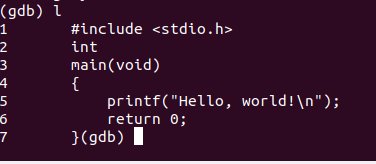 (gdb) l
1       #include <stdio.h>
2       int
3       main(void)
4       {
5           printf("Hello, world!\n");
6           return 0;
7       }(gdb)